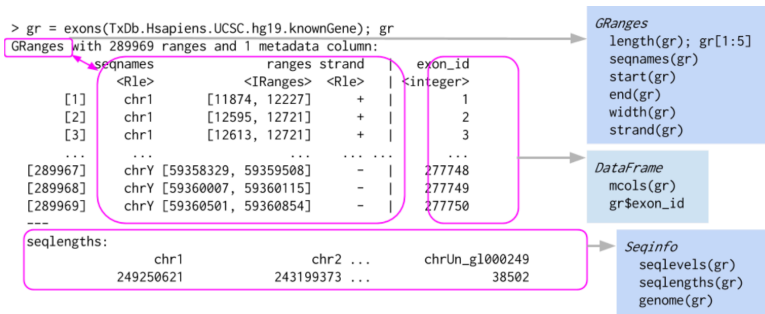 > gr = exons(TxDb.Hsapiens.UCSC.hg19.knownGene); gr
GRanges with 289969 ranges and 1 metadata column:
seqnames ranges strand | exon_id
<Rle> <IRanges> <Rle> | <integer>
[1] chr1 [11874, 12227] + | 1
[2] chr1 [12595, 12721] + | 2
[3] chr1 [12613, 12721] + | 3
... ... ... ... ... ...
[289967] chrY [59358329, 59359508] - | 277748
[289968] chrY [59360007, 59360115] - | 277749
[289969] chrY [59360501, 59360854] - | 277750
---
seqlengths:
chr1 chr2 ... chrUn_gl000249
249250621 243199373 ... 38502
GRanges
length(gr); gr[1:5]
seqnames(gr)
start(gr)
end(gr)
width(gr)
strand(gr)
DataFrame
mcols(gr)
gr$exon_id
Seqinfo
seqlevels(gr)
seqlengths(gr)
genome(gr)